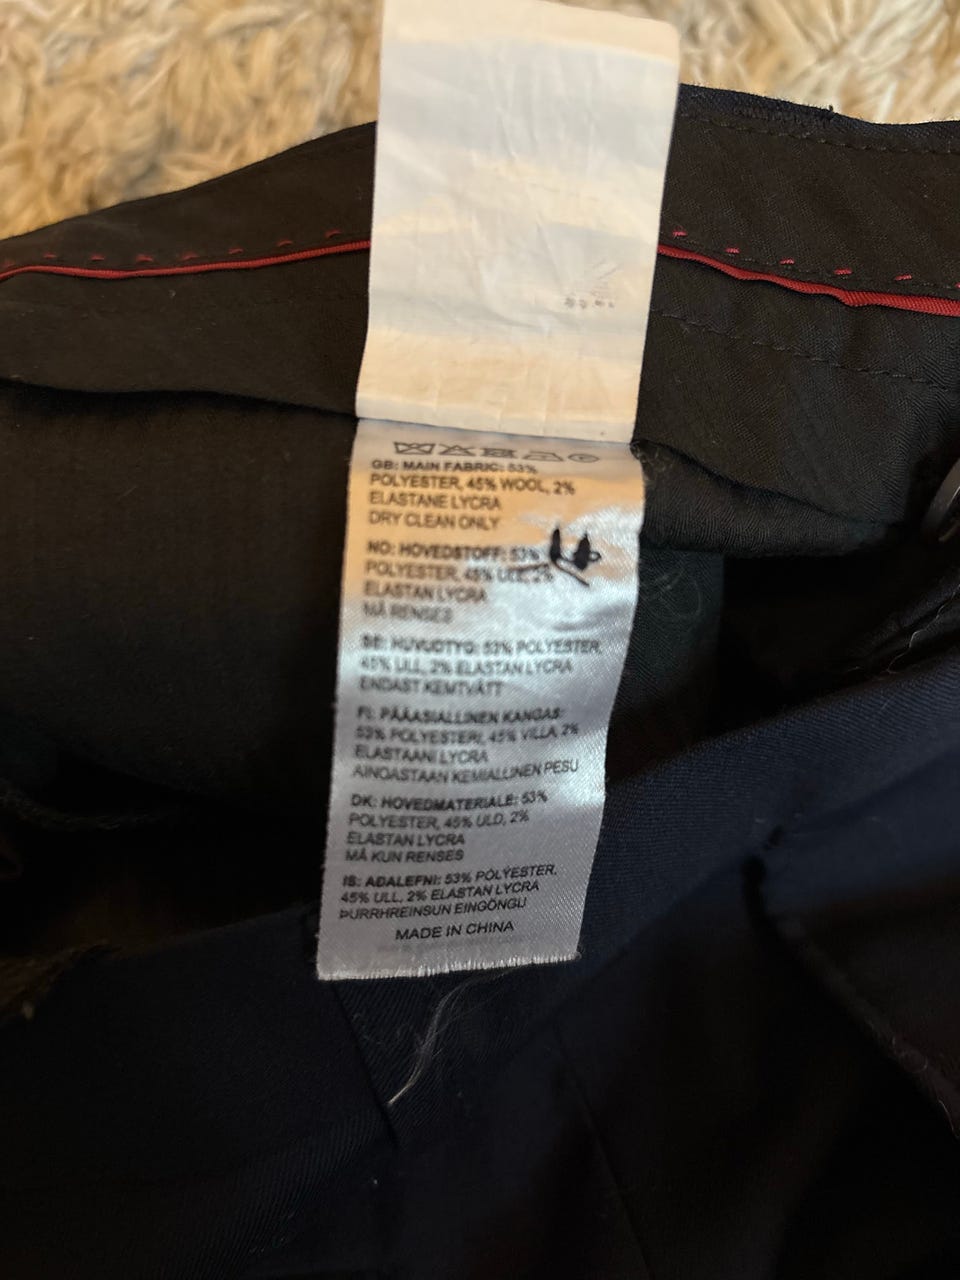 GB: MAIN FABRIC: 53%
POLYESTER, 45% WOOL, 2%
ELASTANE LYCRA
DRY CLEAN ONLY
NO: HOVEDSTOFF: 53%
POLYESTER, 45% ULL, 2%
ELASTAN LYCRA
MÅ RENSES
SE: HUVUDTYG: 53% POLYESTER,
45% ULL, 2% ELASTAN LYCRA
ENDAST KEMTVÄTT
FI: PÄÄASIALLINEN KANGAS:
53% POLYESTERI, 45% VILLA, 2%
ELASTAANI LYCRA
AINOASTAAN KEMIALLINEN PESU
DK: HOVEDMATERIALE: 53%
POLYESTER, 45% ULD, 2%
ELASTAN LYCRA
MÅ KUN RENSES
IS: AÐALEFNI: 53% POLYESTER,
45% ULL, 2% ELASTAN LYCRA
ÞURRHREINSUN EINGÖNGU
MADE IN CHINA